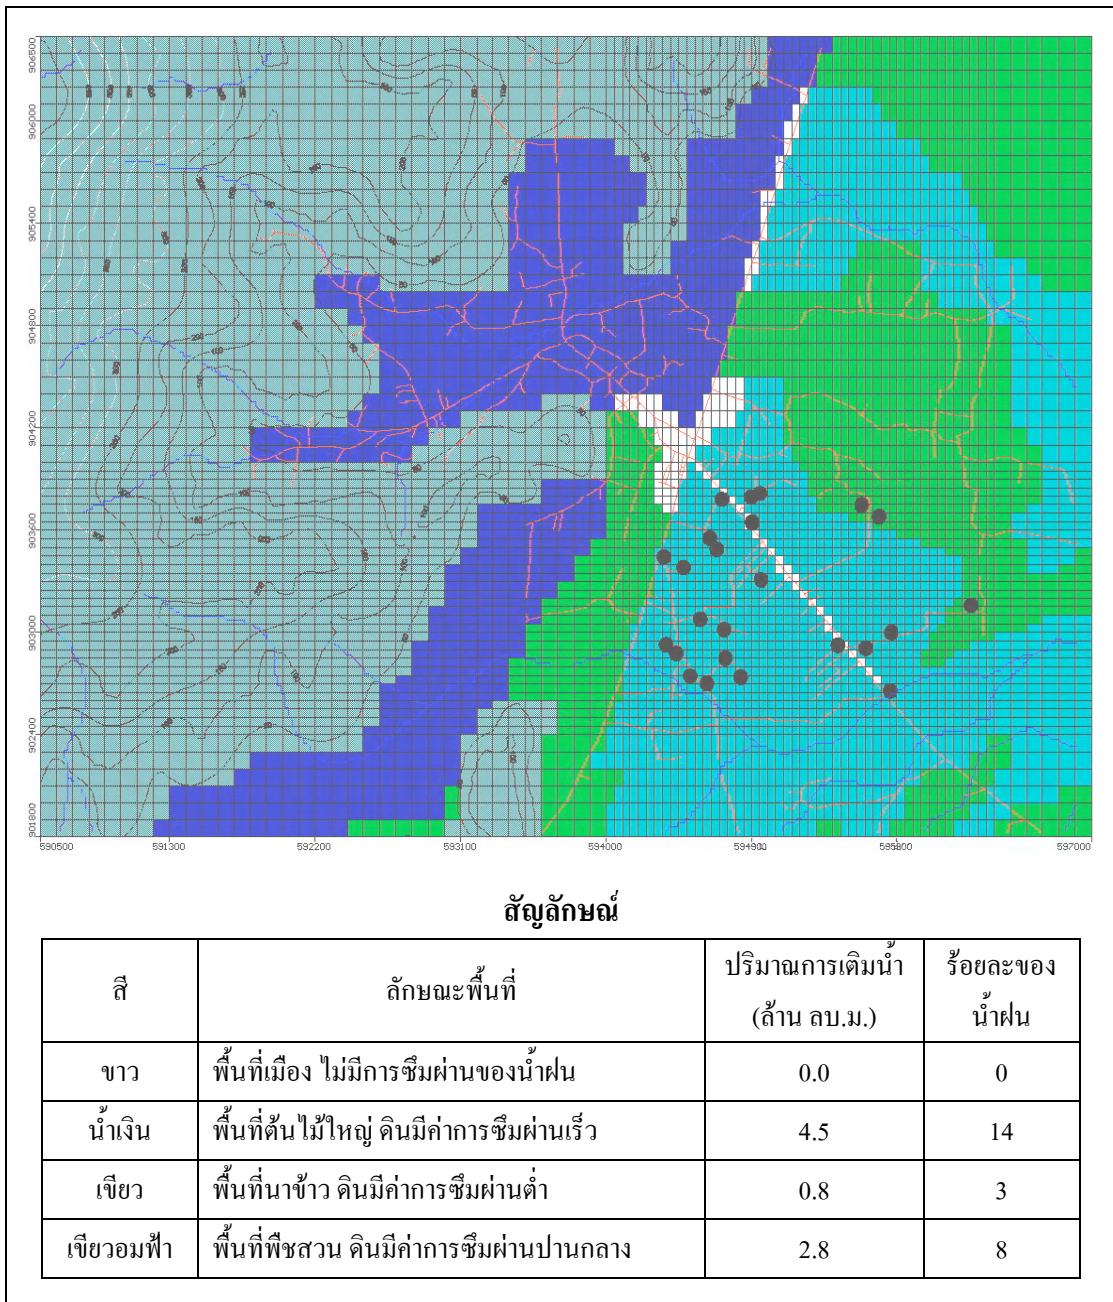 906500
906000
905400
904800
904200
903600
903000
902400
901800
590500 591300 592200 593100 594000 594900 595800 597000
สัญลักษณ์
สี ลักษณะพื้นที่ ปริมาณการเติมน้ำ (ล้าน ลบ.ม.) ร้อยละของน้ำฝน
ขาว พื้นที่เมือง ไม่มีการซึมผ่านของน้ำฝน 0.0 0
น้ำเงิน พื้นที่ต้นไม้ใหญ่ ดินมีค่าการซึมผ่านเร็ว 4.5 14
เขียว พื้นที่นาข้าว ดินมีค่าการซึมผ่านต่ำ 0.8 3
เขียวอมฟ้า พื้นที่พืชสวน ดินมีค่าการซึมผ่านปานกลาง 2.8 8